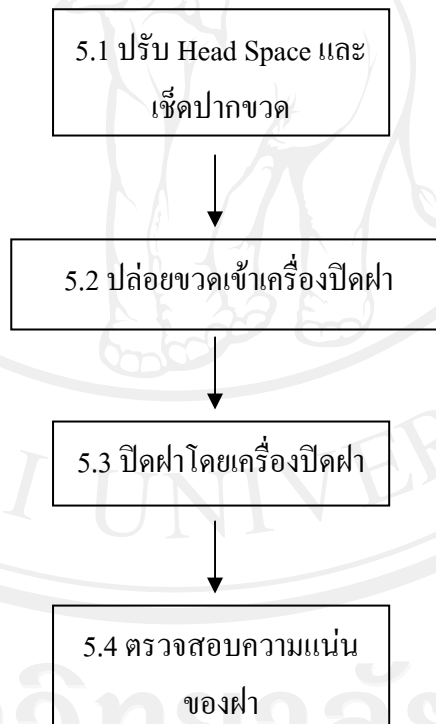 5.1 ปรับ Head Space และ
เช็ดปากขวด
5.2 ปล่อยขวดเข้าเครื่องปิดฝา
5.3 ปิดฝาโดยเครื่องปิดฝา
5.4 ตรวจสอบความแน่น
ของฝา